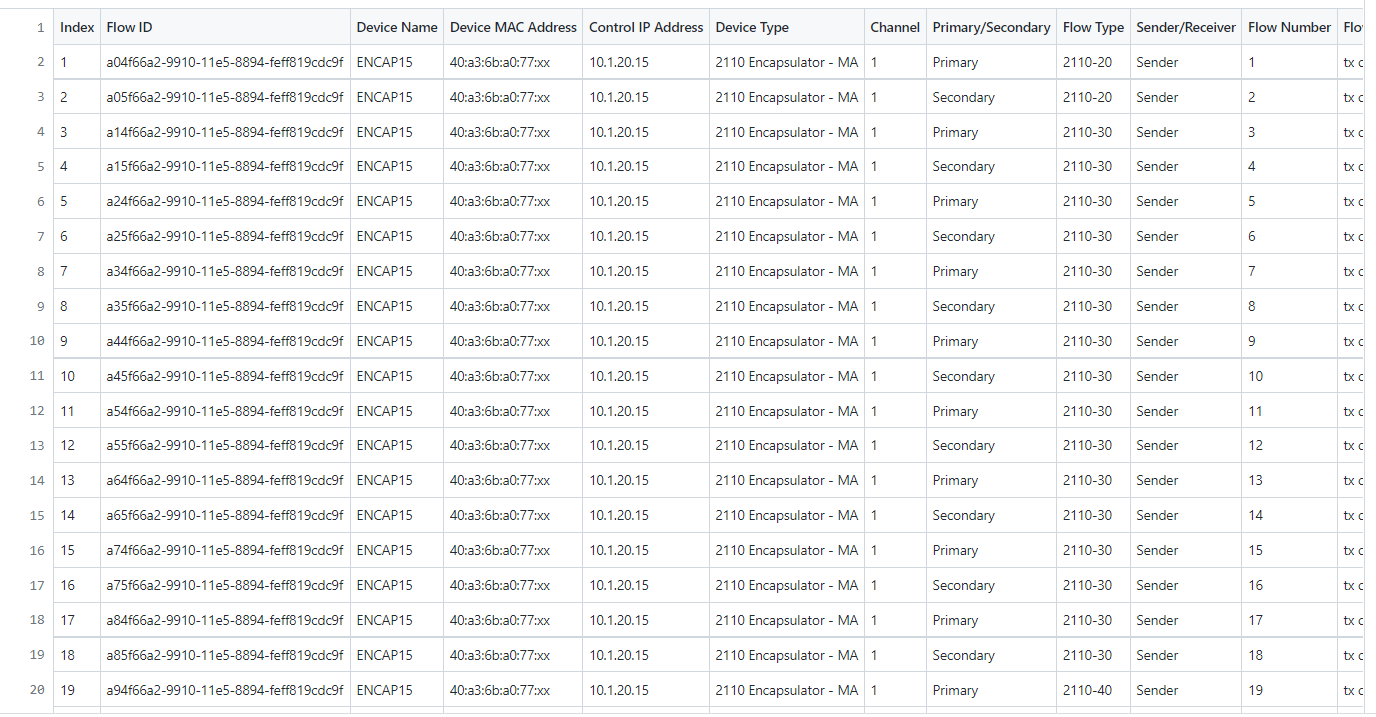 1 Index Flow ID Device Name Device MAC Address Control IP Address Device Type Channel Primary/Secondary Flow Type Sender/Receiver Flow Number Flo
2 1 a04f66a2-9910-11e5-8894-feff819cdc9f ENCAP15 40:a3:6b:a0:77:xx 10.1.20.15 2110 Encapsulator - MA 1 Primary 2110-20 Sender 1 tx c
3 2 a05f66a2-9910-11e5-8894-feff819cdc9f ENCAP15 40:a3:6b:a0:77:xx 10.1.20.15 2110 Encapsulator - MA 1 Secondary 2110-20 Sender 2 tx c
4 3 a14f66a2-9910-11e5-8894-feff819cdc9f ENCAP15 40:a3:6b:a0:77:xx 10.1.20.15 2110 Encapsulator - MA 1 Primary 2110-30 Sender 3 tx c
5 4 a15f66a2-9910-11e5-8894-feff819cdc9f ENCAP15 40:a3:6b:a0:77:xx 10.1.20.15 2110 Encapsulator - MA 1 Secondary 2110-30 Sender 4 tx c
6 5 a24f66a2-9910-11e5-8894-feff819cdc9f ENCAP15 40:a3:6b:a0:77:xx 10.1.20.15 2110 Encapsulator - MA 1 Primary 2110-30 Sender 5 tx c
7 6 a25f66a2-9910-11e5-8894-feff819cdc9f ENCAP15 40:a3:6b:a0:77:xx 10.1.20.15 2110 Encapsulator - MA 1 Secondary 2110-30 Sender 6 tx c
8 7 a34f66a2-9910-11e5-8894-feff819cdc9f ENCAP15 40:a3:6b:a0:77:xx 10.1.20.15 2110 Encapsulator - MA 1 Primary 2110-30 Sender 7 tx c
9 8 a35f66a2-9910-11e5-8894-feff819cdc9f ENCAP15 40:a3:6b:a0:77:xx 10.1.20.15 2110 Encapsulator - MA 1 Secondary 2110-30 Sender 8 tx c
10 9 a44f66a2-9910-11e5-8894-feff819cdc9f ENCAP15 40:a3:6b:a0:77:xx 10.1.20.15 2110 Encapsulator - MA 1 Primary 2110-30 Sender 9 tx c
11 10 a45f66a2-9910-11e5-8894-feff819cdc9f ENCAP15 40:a3:6b:a0:77:xx 10.1.20.15 2110 Encapsulator - MA 1 Secondary 2110-30 Sender 10 tx c
12 11 a54f66a2-9910-11e5-8894-feff819cdc9f ENCAP15 40:a3:6b:a0:77:xx 10.1.20.15 2110 Encapsulator - MA 1 Primary 2110-30 Sender 11 tx c
13 12 a55f66a2-9910-11e5-8894-feff819cdc9f ENCAP15 40:a3:6b:a0:77:xx 10.1.20.15 2110 Encapsulator - MA 1 Secondary 2110-30 Sender 12 tx c
14 13 a64f66a2-9910-11e5-8894-feff819cdc9f ENCAP15 40:a3:6b:a0:77:xx 10.1.20.15 2110 Encapsulator - MA 1 Primary 2110-30 Sender 13 tx c
15 14 a65f66a2-9910-11e5-8894-feff819cdc9f ENCAP15 40:a3:6b:a0:77:xx 10.1.20.15 2110 Encapsulator - MA 1 Secondary 2110-30 Sender 14 tx c
16 15 a74f66a2-9910-11e5-8894-feff819cdc9f ENCAP15 40:a3:6b:a0:77:xx 10.1.20.15 2110 Encapsulator - MA 1 Primary 2110-30 Sender 15 tx c
17 16 a75f66a2-9910-11e5-8894-feff819cdc9f ENCAP15 40:a3:6b:a0:77:xx 10.1.20.15 2110 Encapsulator - MA 1 Secondary 2110-30 Sender 16 tx c
18 17 a84f66a2-9910-11e5-8894-feff819cdc9f ENCAP15 40:a3:6b:a0:77:xx 10.1.20.15 2110 Encapsulator - MA 1 Primary 2110-30 Sender 17 tx c
19 18 a85f66a2-9910-11e5-8894-feff819cdc9f ENCAP15 40:a3:6b:a0:77:xx 10.1.20.15 2110 Encapsulator - MA 1 Secondary 2110-30 Sender 18 tx c
20 19 a94f66a2-9910-11e5-8894-feff819cdc9f ENCAP15 40:a3:6b:a0:77:xx 10.1.20.15 2110 Encapsulator - MA 1 Primary 2110-40 Sender 19 tx c